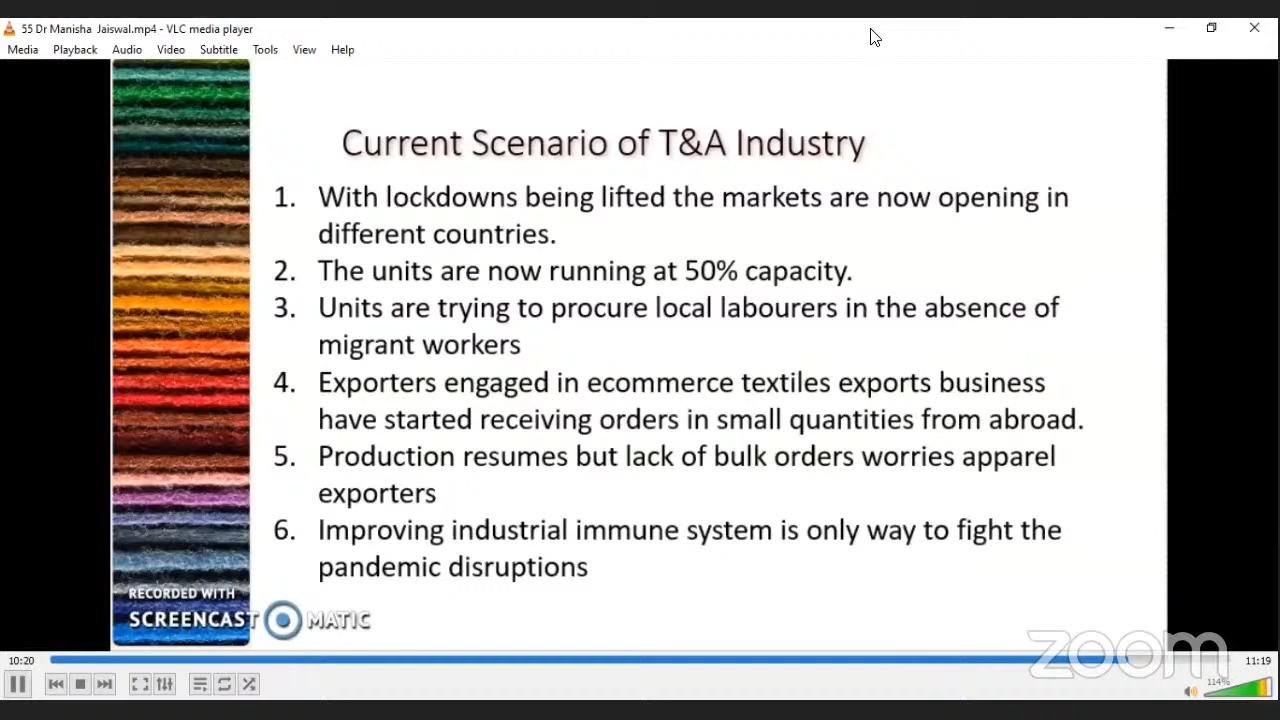 55 Dr Manisha Jaiswal.mp4 - VLC media player
Media Playback Audio Video Subtitle Tools View Help
Current Scenario of T&A Industry
1. With lockdowns being lifted the markets are now opening in
different countries.
2. The units are now running at 50% capacity.
3. Units are trying to procure local labourers in the absence of
migrant workers
4. Exporters engaged in ecommerce textiles exports business
have started receiving orders in small quantities from abroad.
5. Production resumes but lack of bulk orders worries apparel
exporters
6. Improving industrial immune system is only way to fight the
pandemic disruptions
RECORDED WITH
SCREENCAST MATIC
zoom
10:20 11:19
114%